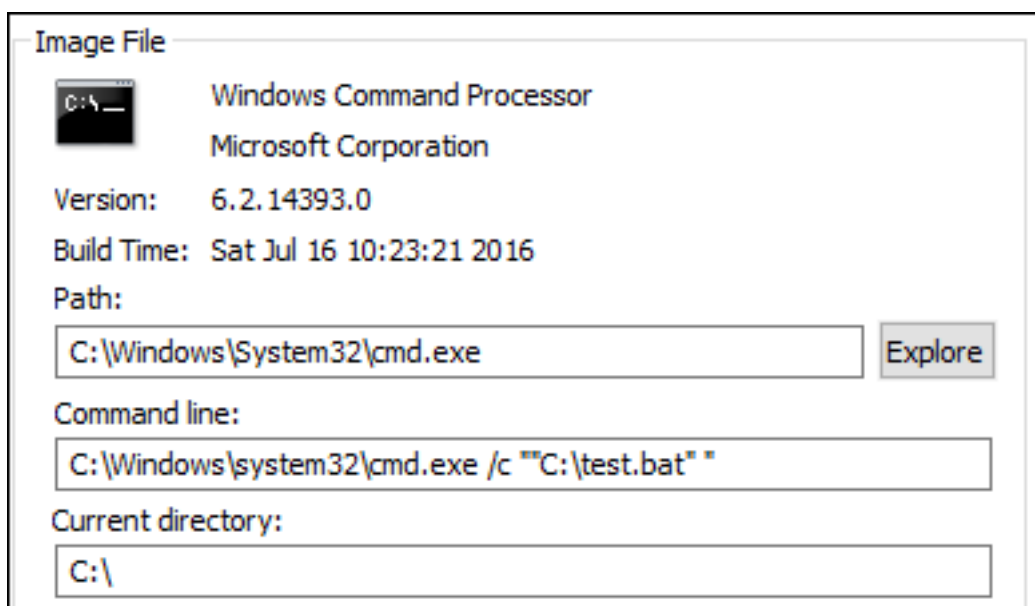 Image File
C:\
Windows Command Processor
Microsoft Corporation
Version: 6.2.14393.0
Build Time: Sat Jul 16 10:23:21 2016
Path:
C:\Windows\System32\cmd.exe Explore
Command line:
C:\Windows\system32\cmd.exe /c ""C:\test.bat" "
Current directory:
C:\